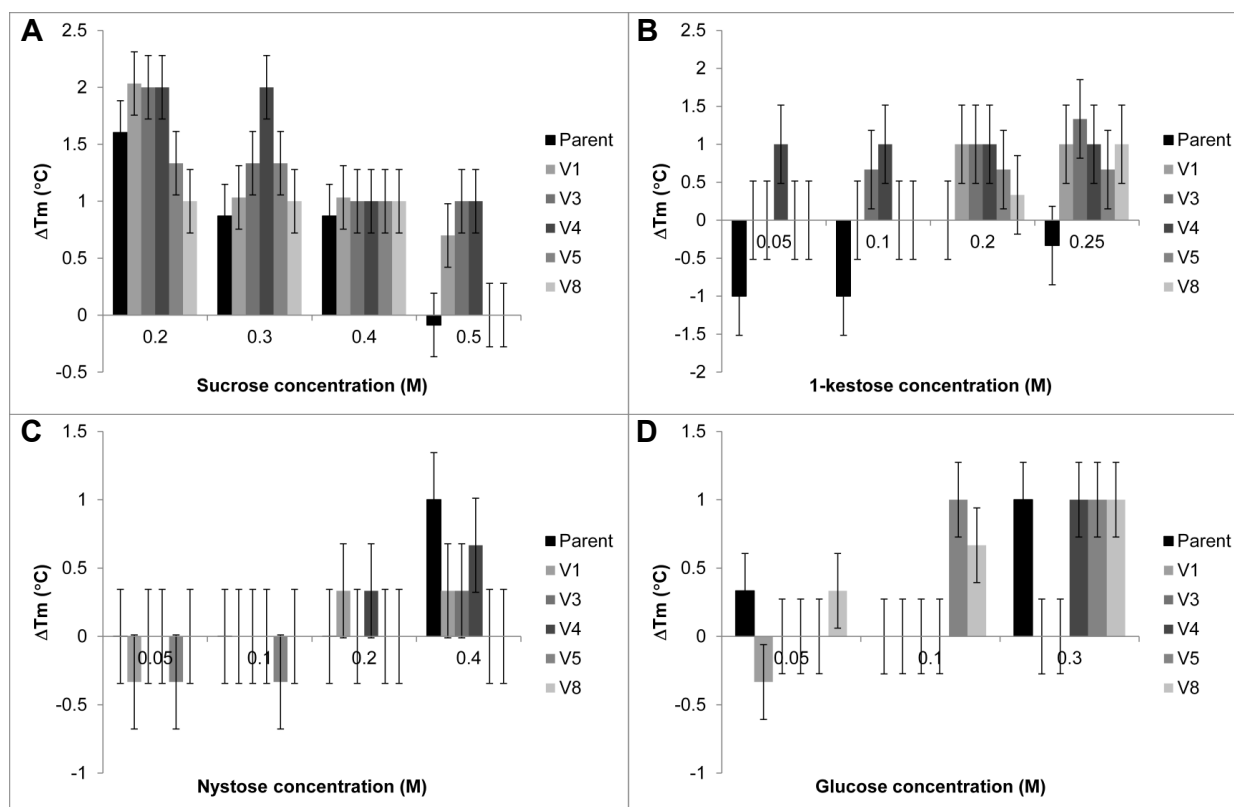 A
2.5
2
1.5
1
0.5
0
-0.5
ΔTm (°C)
0.2 0.3 0.4 0.5
Sucrose concentration (M)
Parent
V1
V3
V4
V5
V8
B
2.5
2
1.5
1
0.5
0
-0.5
-1
-1.5
-2
ΔTm (°C)
0.05 0.1 0.2 0.25
1-kestose concentration (M)
Parent
V1
V3
V4
V5
V8
C
1.5
1
0.5
0
-0.5
-1
ΔTm (°C)
0.05 0.1 0.2 0.4
Nystose concentration (M)
Parent
V1
V3
V4
V5
V8
D
1.5
1
0.5
0
-0.5
-1
ΔTm (°C)
0.05 0.1 0.3
Glucose concentration (M)
Parent
V1
V3
V4
V5
V8